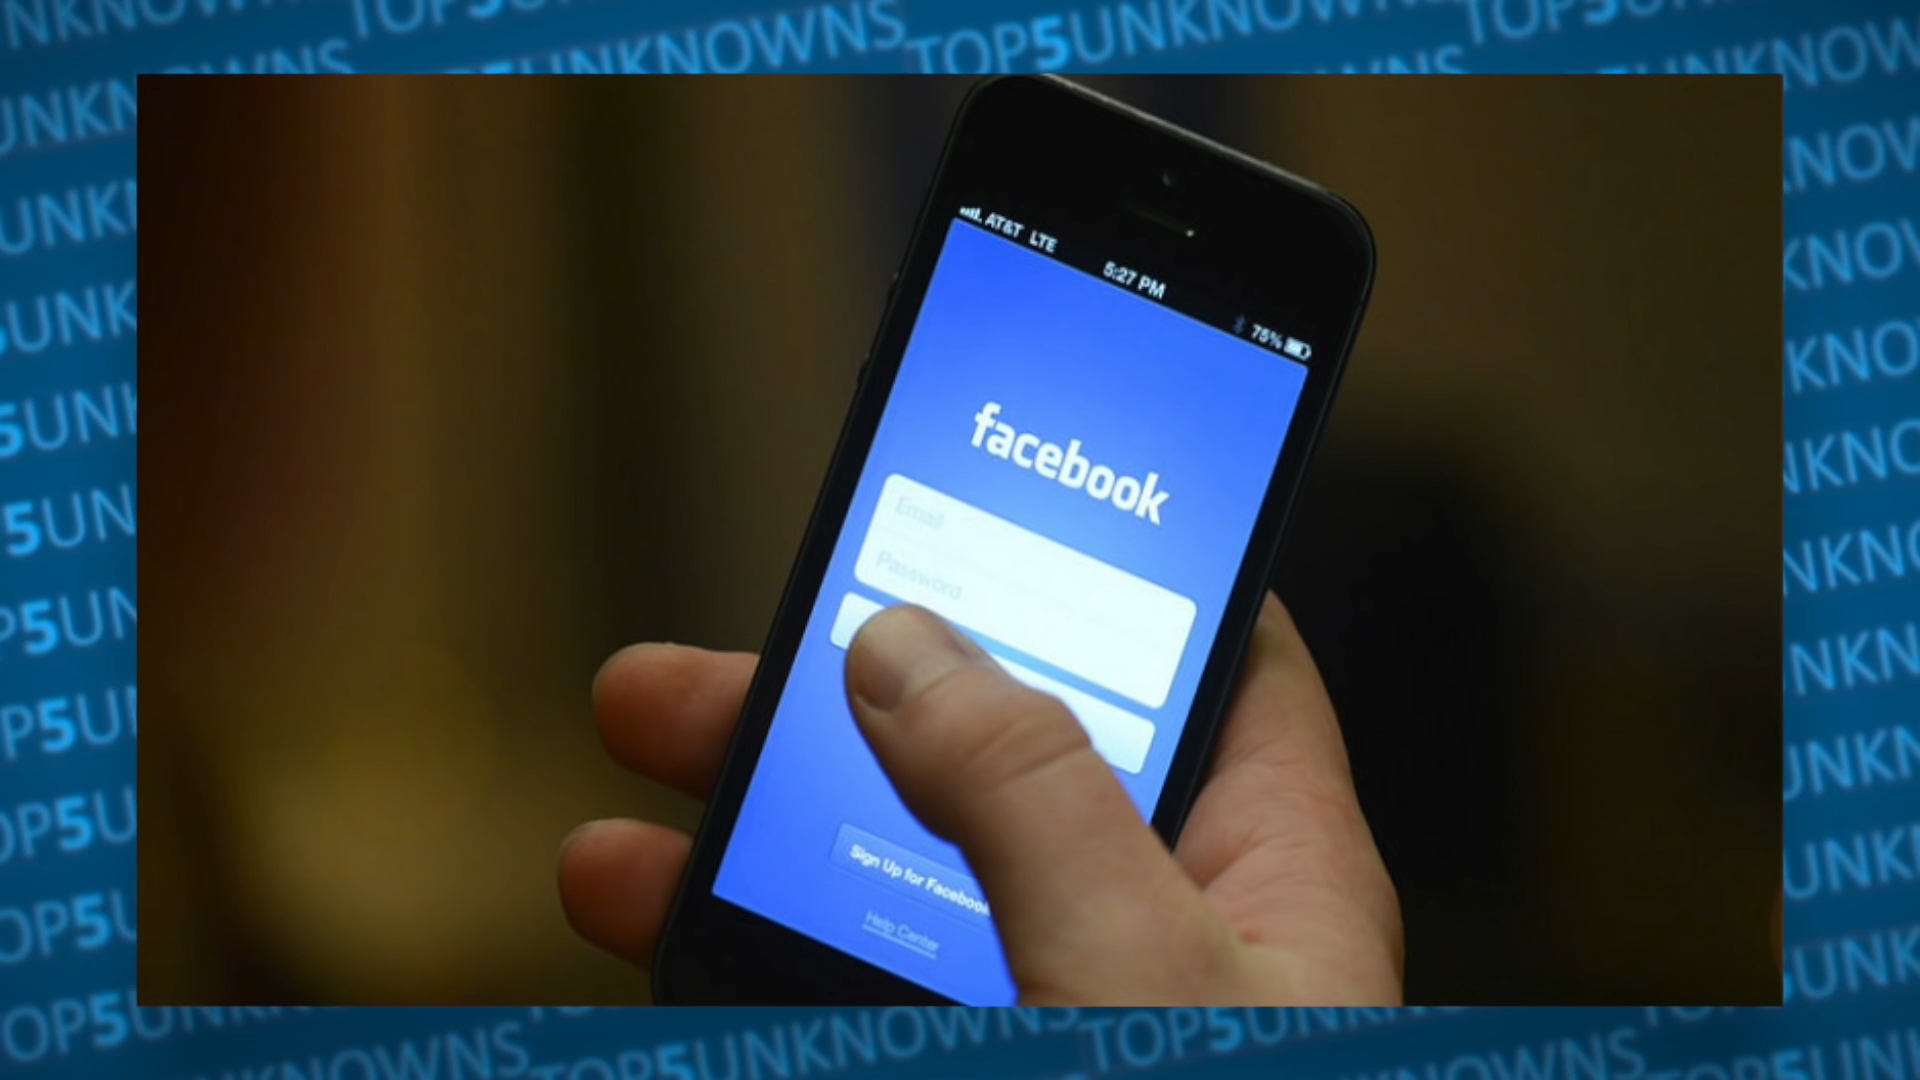 TOP5UNKNOWNS
AT&T LTE
5:27 PM
75%
facebook
Email
Password
Sign Up for Facebook
Help Center